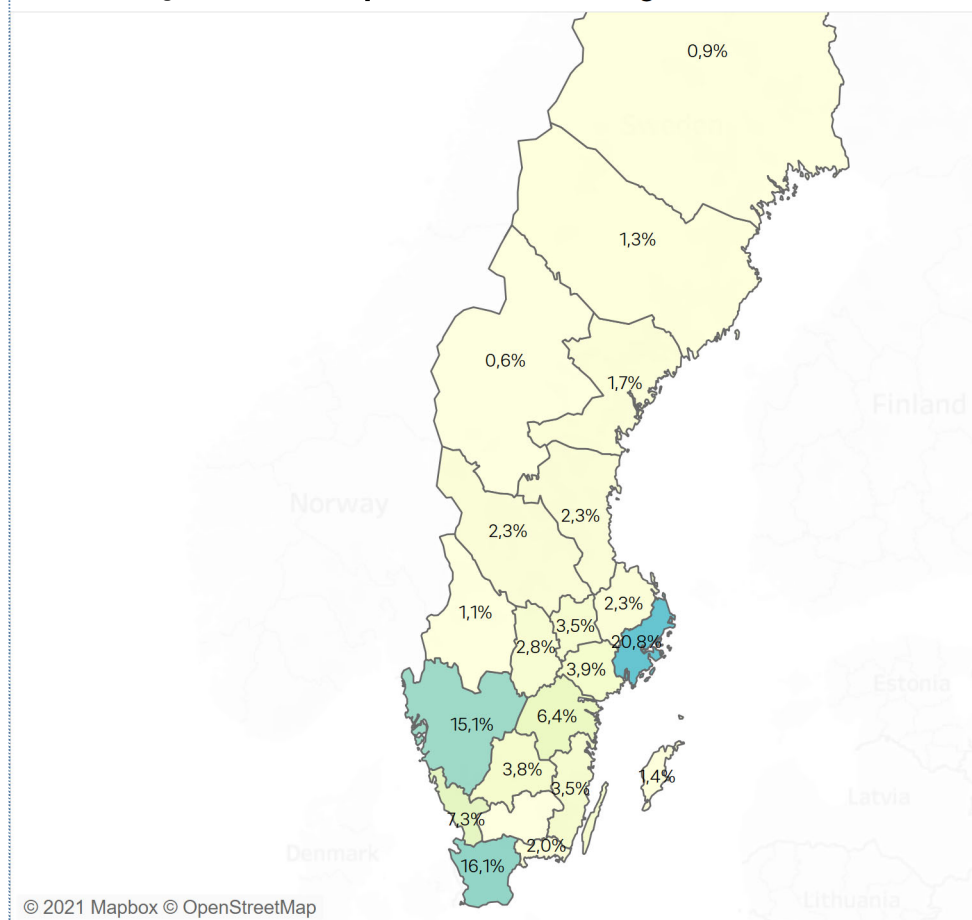 0,9%
Sweden
1,3%
0,6%
1,7%
Finland
Norway
2,3%
2,3%
2,3%
1,1%
3,5%
20,8%
2,8%
3,9%
Estonia
6,4%
15,1%
3,8%
1,4%
3,5%
Latvia
7,3%
2,0%
Denmark
16,1%
Lithuania
© 2021 Mapbox © OpenStreetMap